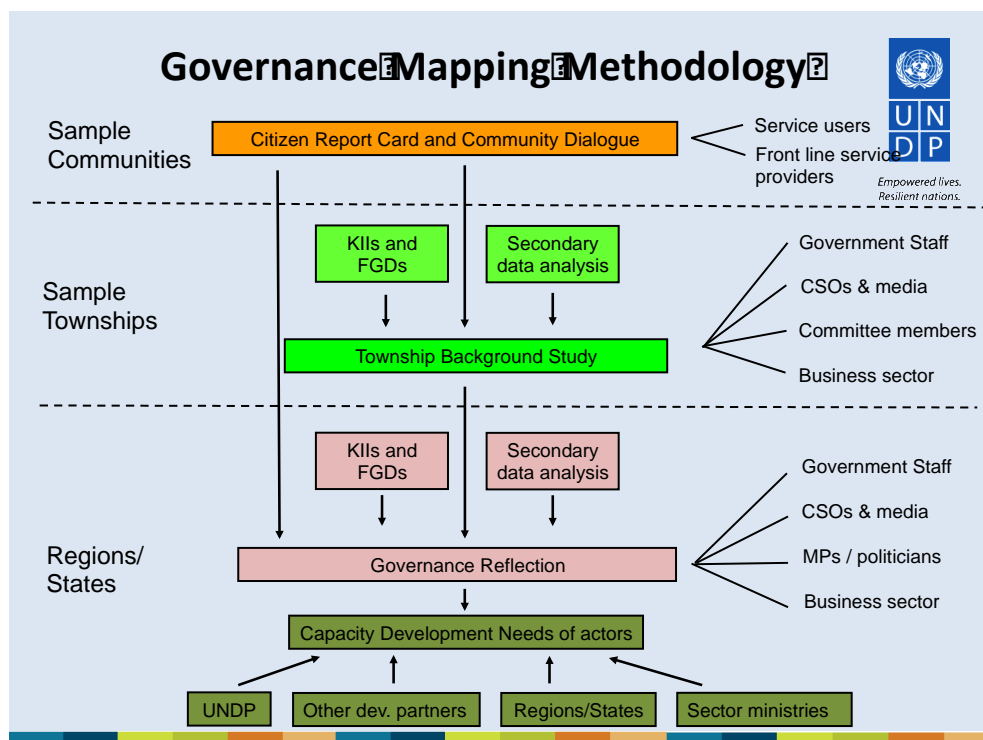 Governance Mapping Methodology
UN
DP
Empowered lives.
Resilient nations.
Sample
Communities
Citizen Report Card and Community Dialogue
Service users
Front line service
providers
Sample
Townships
KIIs and
FGDs
Secondary
data analysis
Township Background Study
Government Staff
CSOs & media
Committee members
Business sector
Regions/
States
KIIs and
FGDs
Secondary
data analysis
Governance Reflection
Government Staff
CSOs & media
MPs / politicians
Business sector
Capacity Development Needs of actors
UNDP
Other dev. partners
Regions/States
Sector ministries